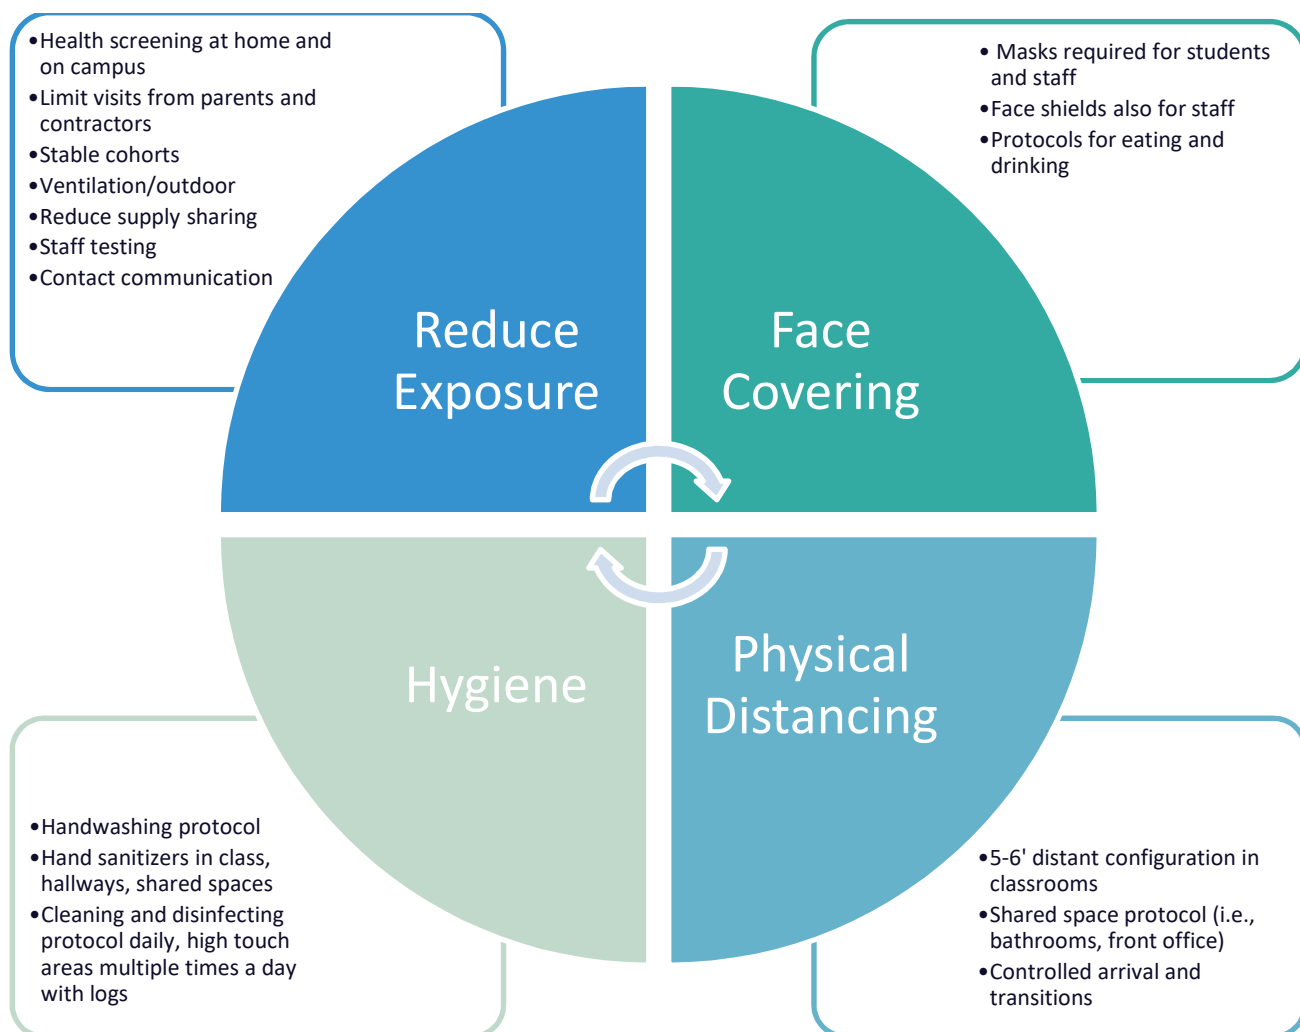 •Health screening at home and
on campus
•Limit visits from parents and
contractors
•Stable cohorts
•Ventilation/outdoor
•Reduce supply sharing
•Staff testing
•Contact communication
• Masks required for students
and staff
•Face shields also for staff
•Protocols for eating and
drinking
Reduce
Exposure
Face
Covering
Hygiene
Physical
Distancing
•Handwashing protocol
•Hand sanitizers in class,
hallways, shared spaces
•Cleaning and disinfecting
protocol daily, high touch
areas multiple times a day
with logs
•5-6' distant configuration in
classrooms
•Shared space protocol (i.e.,
bathrooms, front office)
•Controlled arrival and
transitions